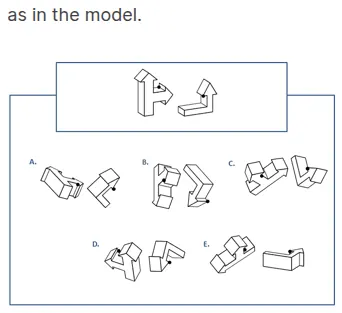 as in the model.
A.
B.
C.
D.
E.